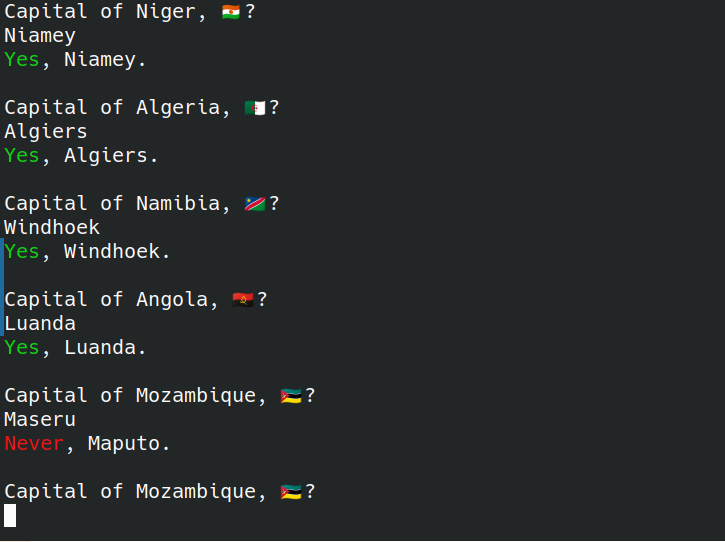 Capital of Niger, 🇳🇪?
Niamey
Yes, Niamey.
Capital of Algeria, 🇩🇿?
Algiers
Yes, Algiers.
Capital of Namibia, 🇳🇦?
Windhoek
Yes, Windhoek.
Capital of Angola, 🇦🇴?
Luanda
Yes, Luanda.
Capital of Mozambique, 🇲🇿?
Maseru
Never, Maputo.
Capital of Mozambique, 🇲🇿?